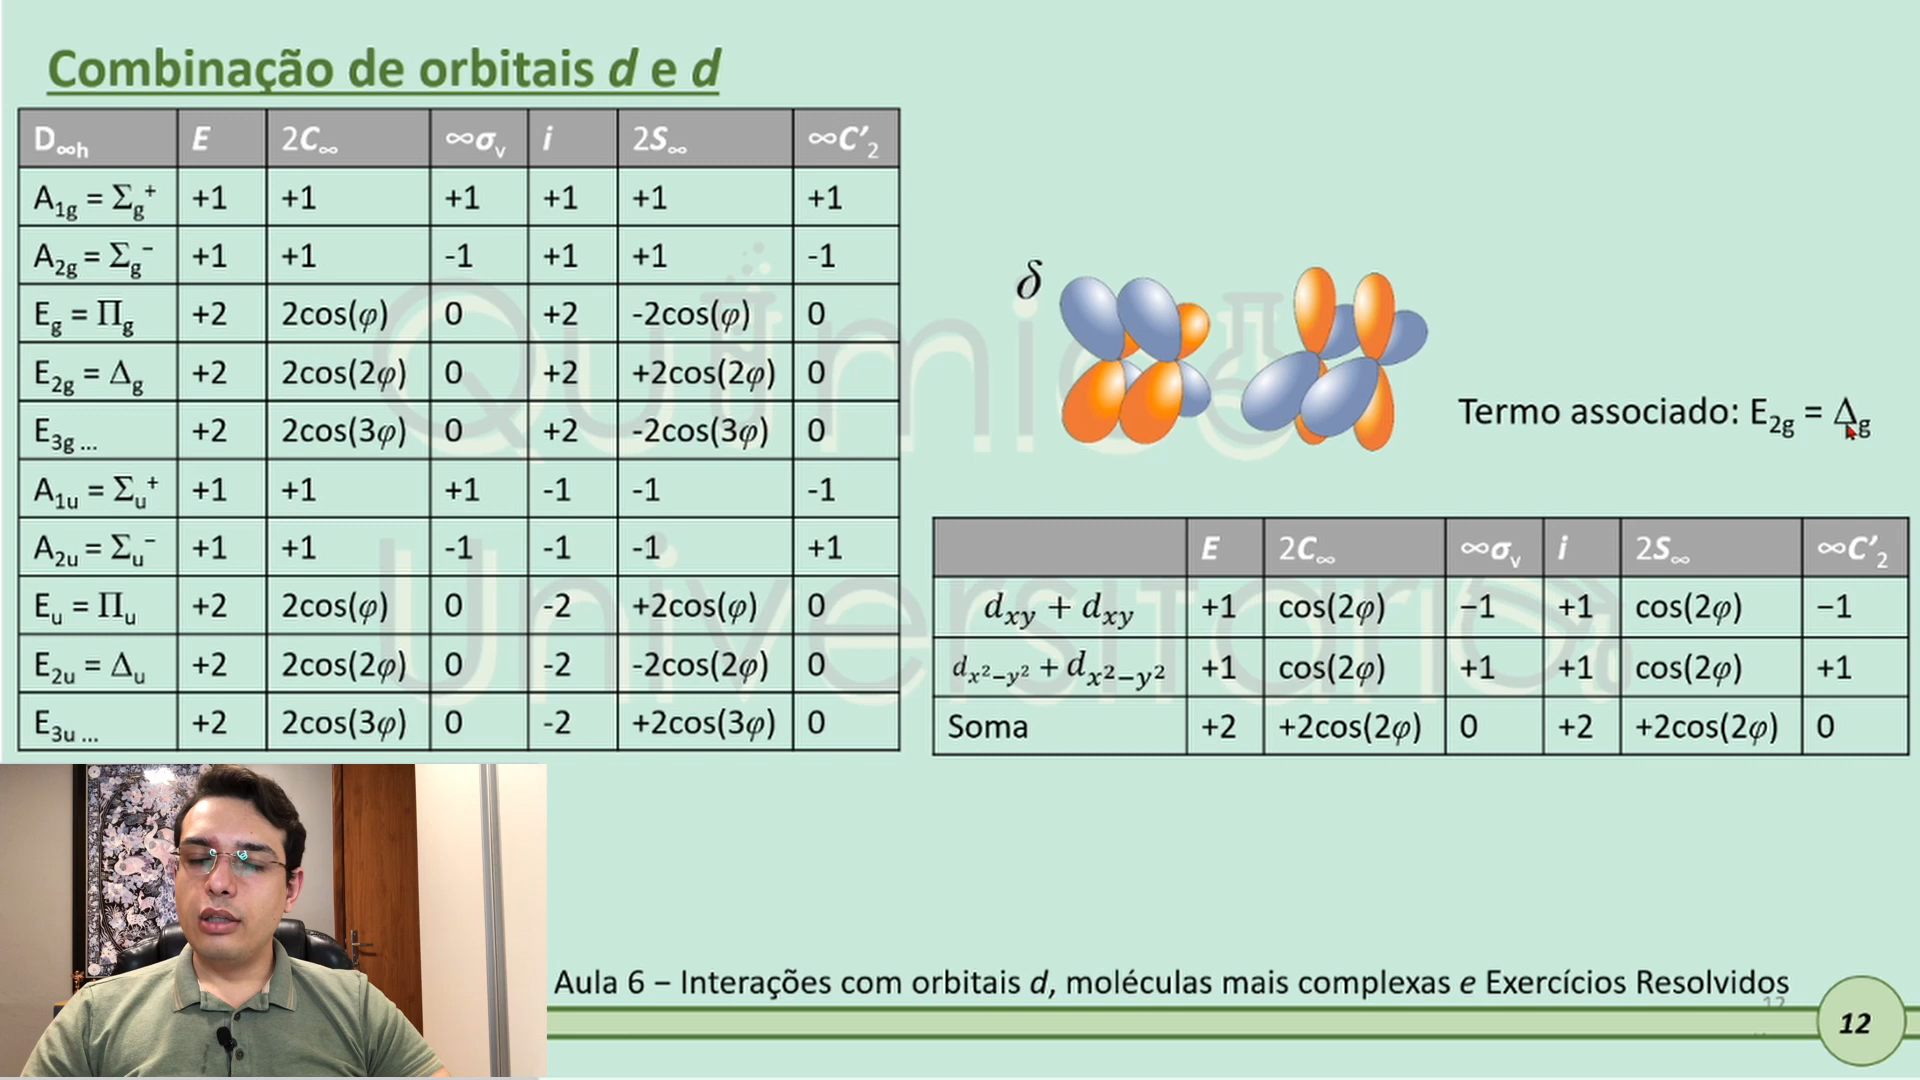 Combinação de orbitais d e d
D∞h E 2C∞ ∞σv i 2S∞ ∞C’2
A1g = Σg+ +1 +1 +1 +1 +1 +1
A2g = Σg− +1 +1 -1 +1 +1 -1
Eg = Πg +2 2cos(φ) 0 +2 -2cos(φ) 0
E2g = Δg +2 2cos(2φ) 0 +2 +2cos(2φ) 0
E3g ... +2 2cos(3φ) 0 +2 -2cos(3φ) 0
A1u = Σu+ +1 +1 +1 -1 -1 -1
A2u = Σu− +1 +1 -1 -1 -1 +1
Eu = Πu +2 2cos(φ) 0 -2 +2cos(φ) 0
E2u = Δu +2 2cos(2φ) 0 -2 -2cos(2φ) 0
E3u ... +2 2cos(3φ) 0 -2 +2cos(3φ) 0
δ
Termo associado: E2g = Δg
E 2C∞ ∞σv i 2S∞ ∞C’2
dxy + dxy +1 cos(2φ) −1 +1 cos(2φ) −1
dx²−y² + dx²−y² +1 cos(2φ) +1 +1 cos(2φ) +1
Soma +2 +2cos(2φ) 0 +2 +2cos(2φ) 0
Química
Universitária
Aula 6 – Interações com orbitais d, moléculas mais complexas e Exercícios Resolvidos
12
12